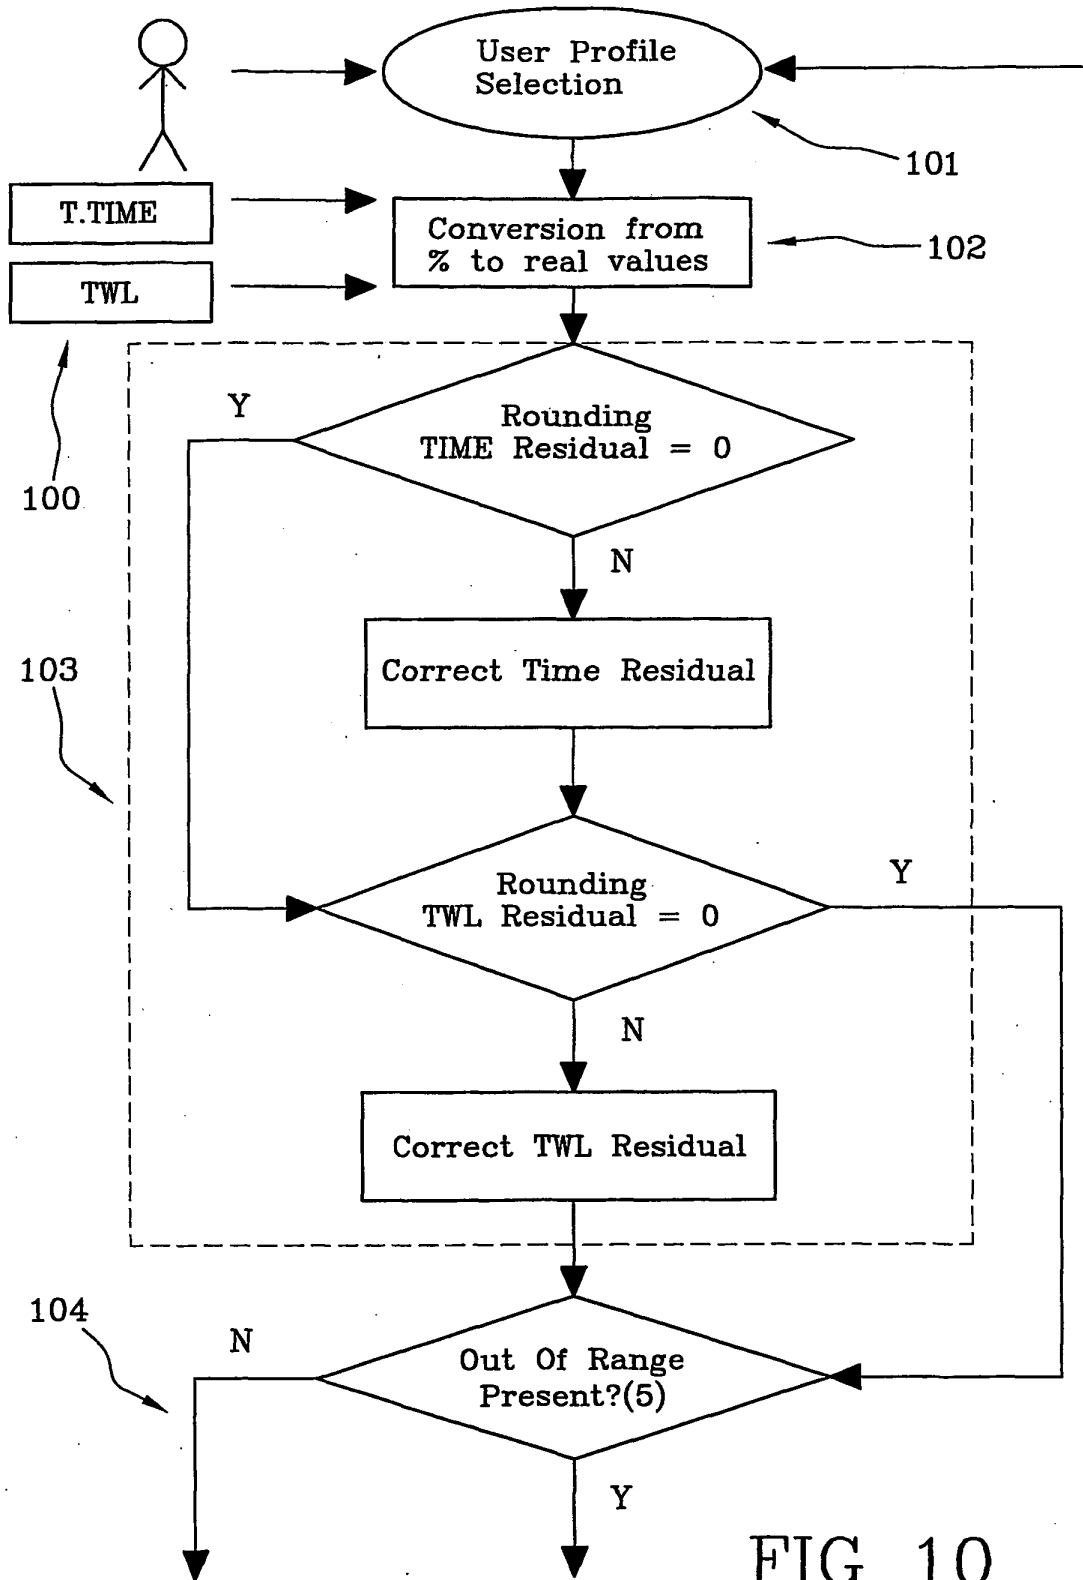 User Profile
Selection
101
T.TIME
Conversion from
% to real values
102
TWL
Y
Rounding
TIME Residual = 0
100
N
Correct Time Residual
103
Rounding
TWL Residual = 0
Y
N
Correct TWL Residual
104
N
Out Of Range
Present?(5)
Y
FIG 10